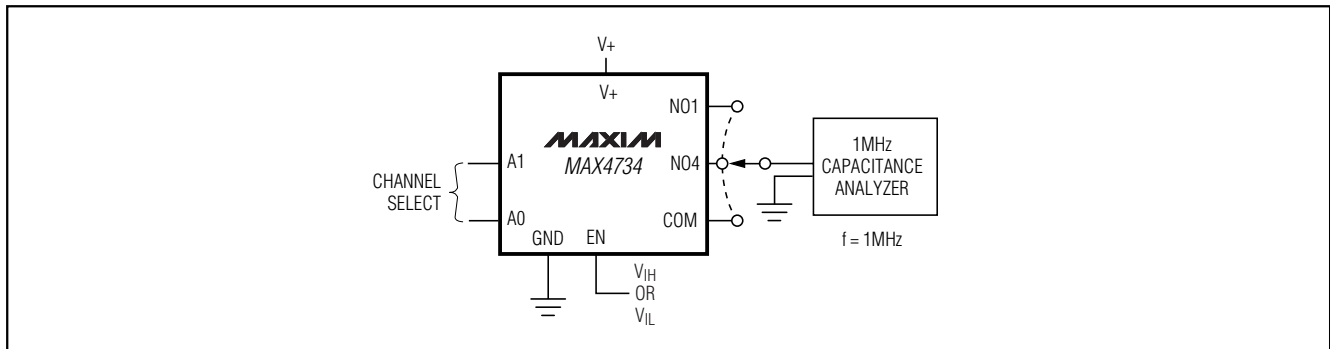 V+
V+
NO1
MAXIM
MAX4734
A1
NO4
1MHz
CAPACITANCE
ANALYZER
CHANNEL
SELECT
A0
COM
GND
EN
f = 1MHz
VIH
OR
VIL